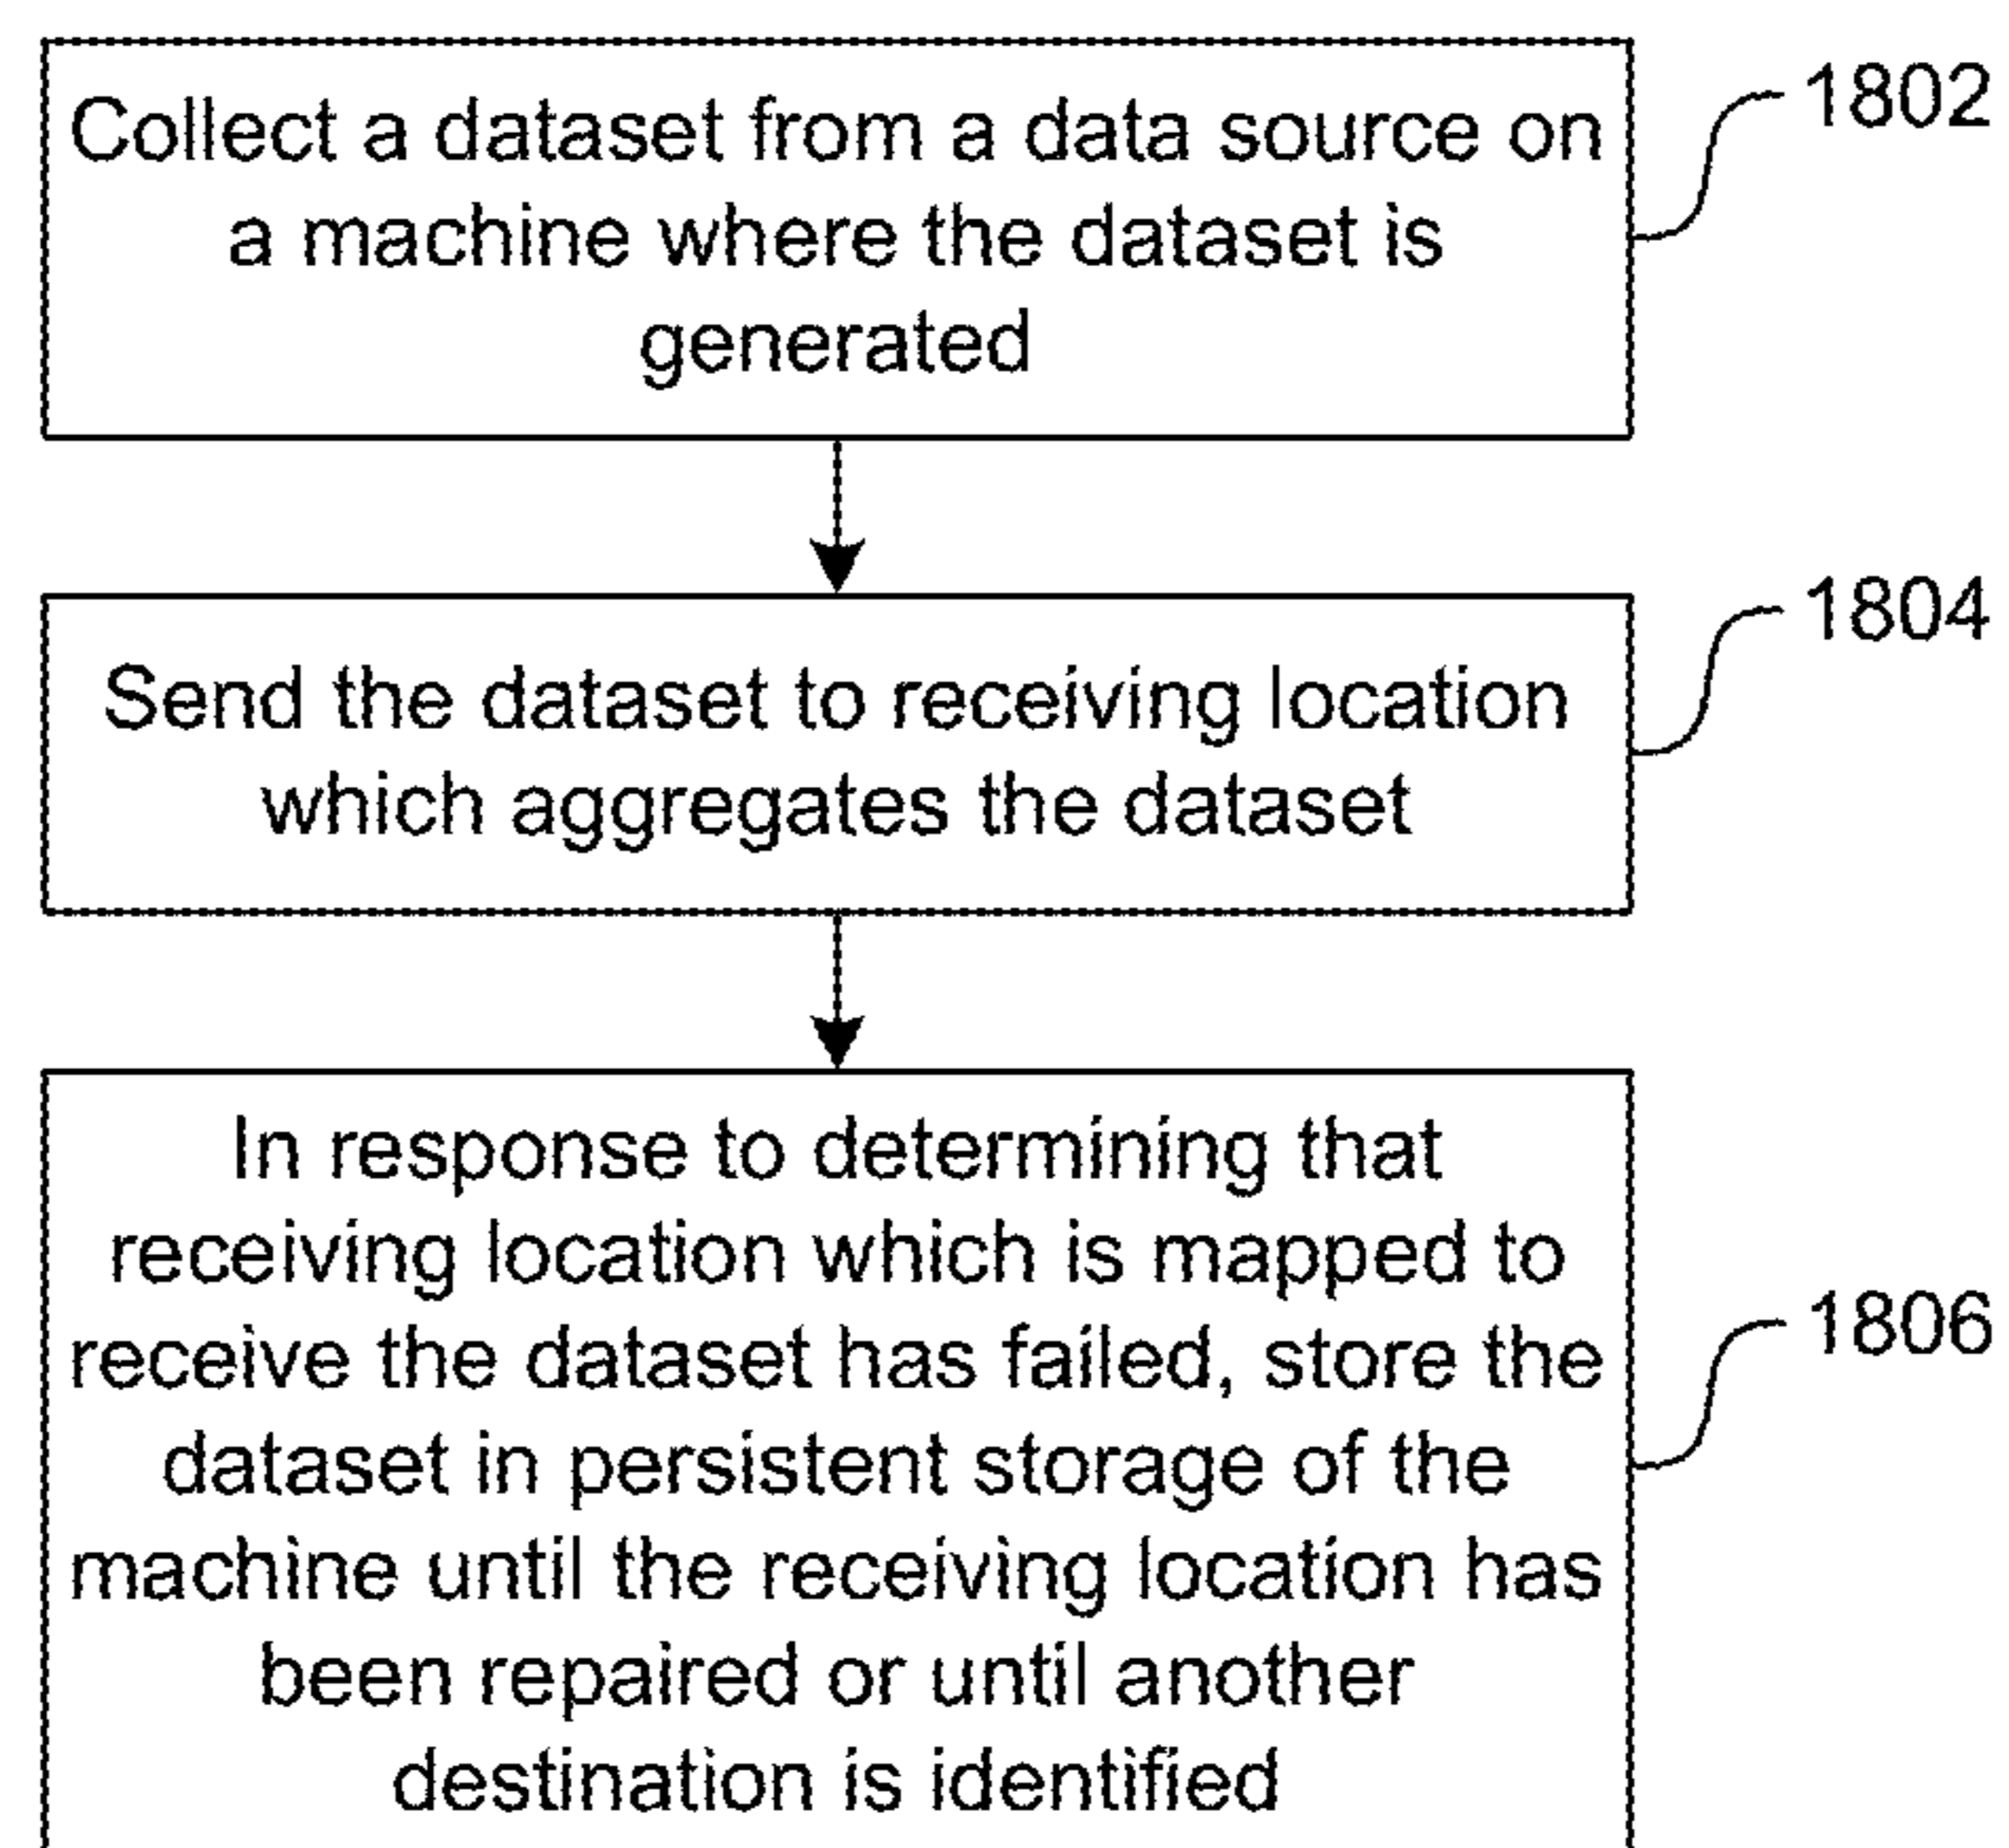 Collect a dataset from a data source on
a machine where the dataset is
generated
1802
Send the dataset to receiving location
which aggregates the dataset
1804
In response to determining that
receiving location which is mapped to
receive the dataset has failed, store the
dataset in persistent storage of the
machine until the receiving location has
been repaired or until another
destination is identified
1806